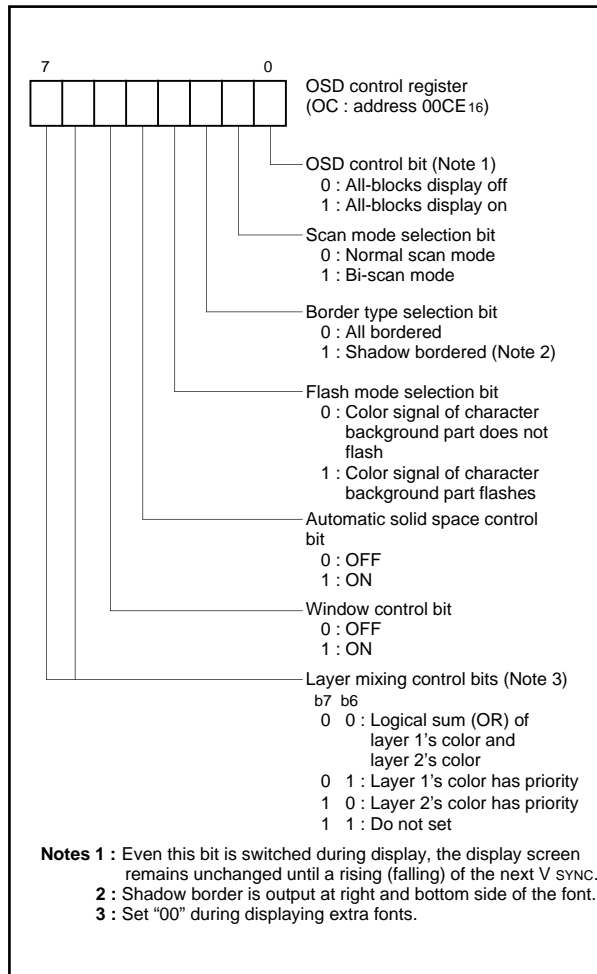 7 0
OSD control register
(OC : address 00CE16)
OSD control bit (Note 1)
0 : All-blocks display off
1 : All-blocks display on
Scan mode selection bit
0 : Normal scan mode
1 : Bi-scan mode
Border type selection bit
0 : All bordered
1 : Shadow bordered (Note 2)
Flash mode selection bit
0 : Color signal of character
background part does not
flash
1 : Color signal of character
background part flashes
Automatic solid space control
bit
0 : OFF
1 : ON
Window control bit
0 : OFF
1 : ON
Layer mixing control bits (Note 3)
b7 b6
0 0 : Logical sum (OR) of
layer 1's color and
layer 2's color
0 1 : Layer 1's color has priority
1 0 : Layer 2's color has priority
1 1 : Do not set
Notes 1 : Even this bit is switched during display, the display screen
remains unchanged until a rising (falling) of the next V SYNC.
2 : Shadow border is output at right and bottom side of the font.
3 : Set “00” during displaying extra fonts.